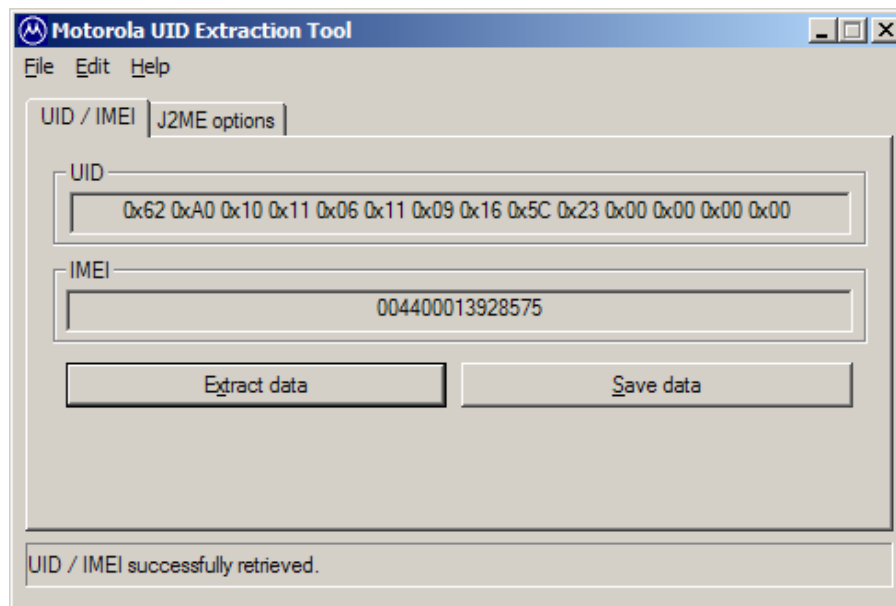 Motorola UID Extraction Tool
File Edit Help
UID / IMEI J2ME options
UID
0x62 0xA0 0x10 0x11 0x06 0x11 0x09 0x16 0x5C 0x23 0x00 0x00 0x00 0x00
IMEI
004400013928575
Extract data Save data
UID / IMEI successfully retrieved.